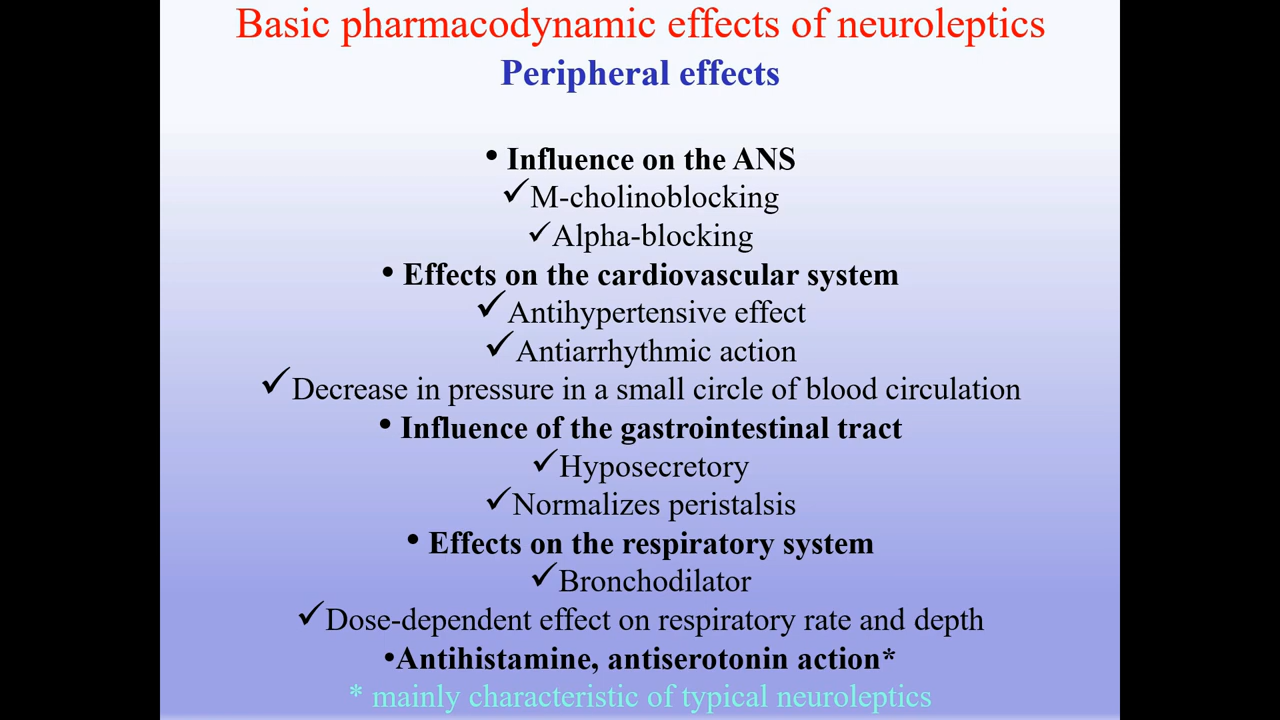 Basic pharmacodynamic effects of neuroleptics
Peripheral effects
• Influence on the ANS
✓M-cholinoblocking
✓Alpha-blocking
• Effects on the cardiovascular system
✓Antihypertensive effect
✓Antiarrhythmic action
✓Decrease in pressure in a small circle of blood circulation
• Influence of the gastrointestinal tract
✓Hyposecretory
✓Normalizes peristalsis
• Effects on the respiratory system
✓Bronchodilator
✓Dose-dependent effect on respiratory rate and depth
•Antihistamine, antiserotonin action*
* mainly characteristic of typical neuroleptics